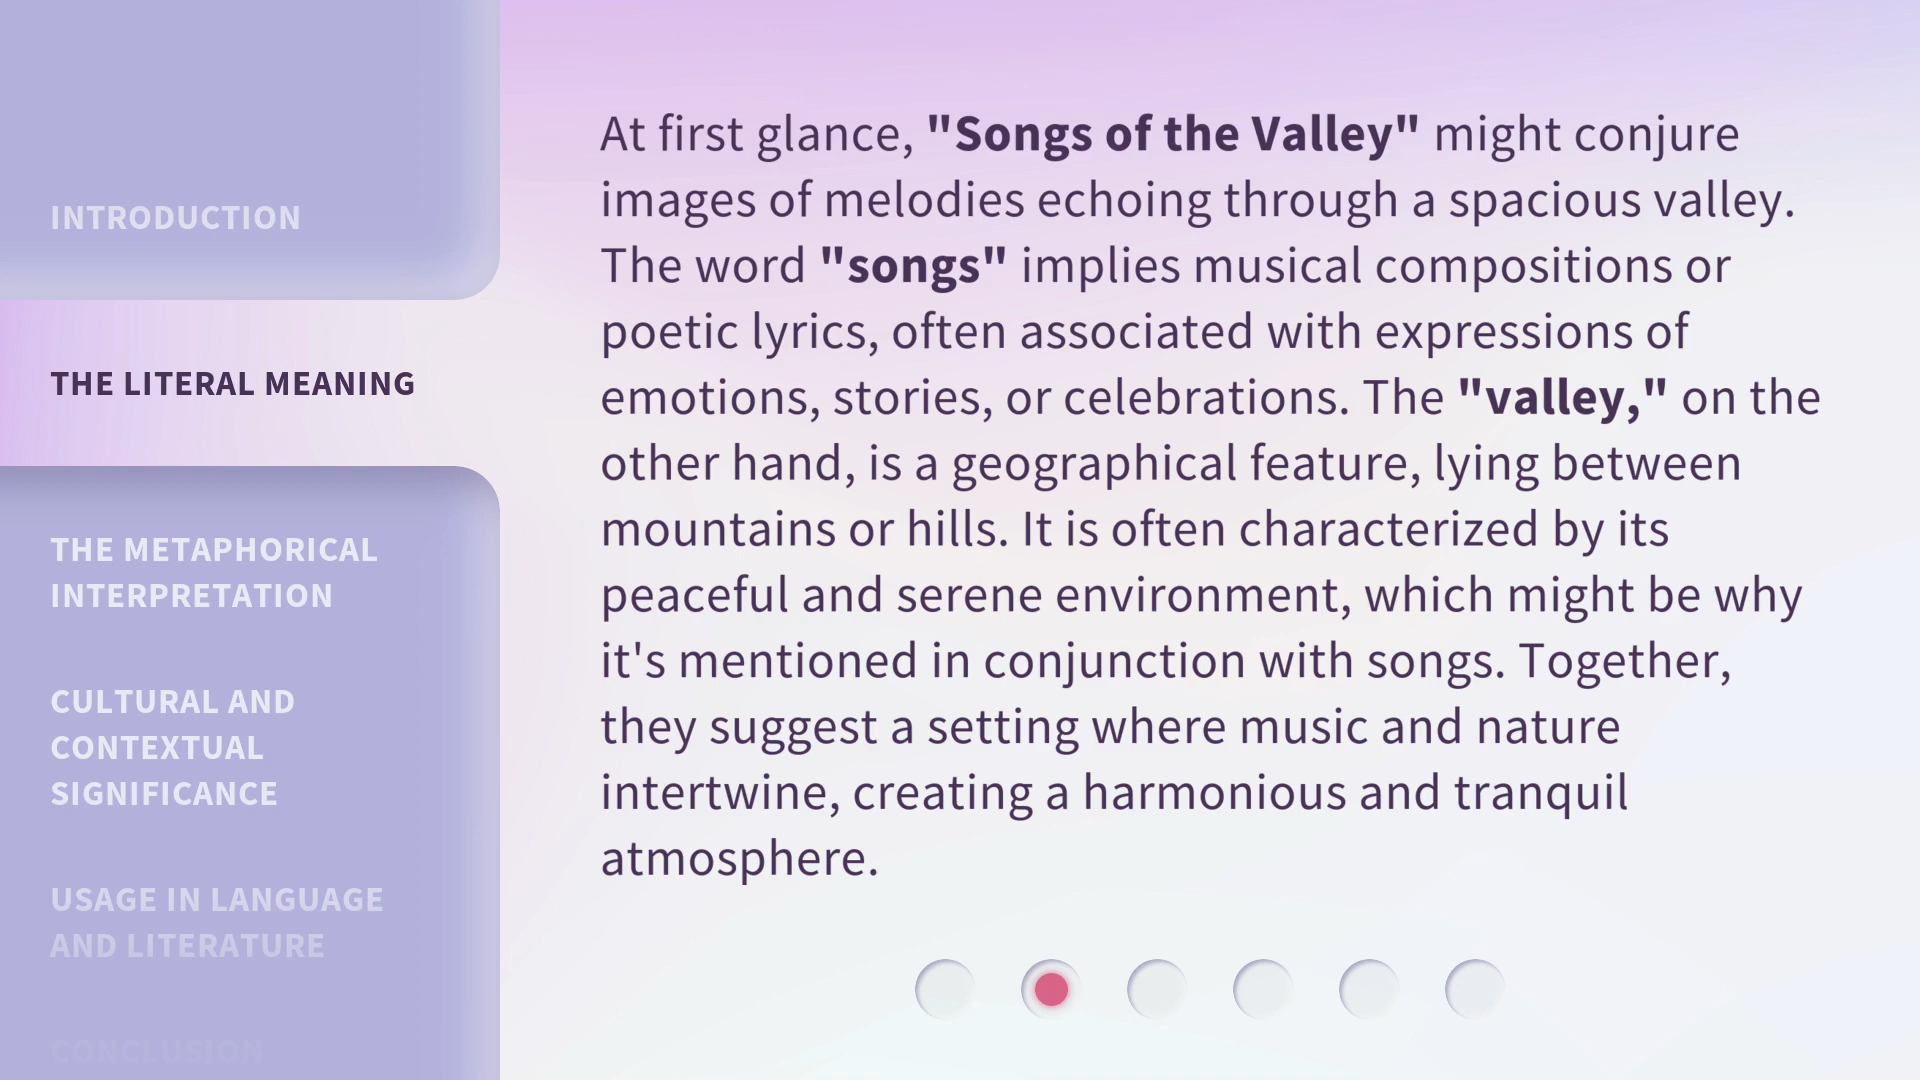 INTRODUCTION
THE LITERAL MEANING
THE METAPHORICAL
INTERPRETATION
CULTURAL AND
CONTEXTUAL
SIGNIFICANCE
USAGE IN LANGUAGE
AND LITERATURE
CONCLUSION
At first glance, "Songs of the Valley" might conjure
images of melodies echoing through a spacious valley.
The word "songs" implies musical compositions or
poetic lyrics, often associated with expressions of
emotions, stories, or celebrations. The "valley," on the
other hand, is a geographical feature, lying between
mountains or hills. It is often characterized by its
peaceful and serene environment, which might be why
it's mentioned in conjunction with songs. Together,
they suggest a setting where music and nature
intertwine, creating a harmonious and tranquil
atmosphere.